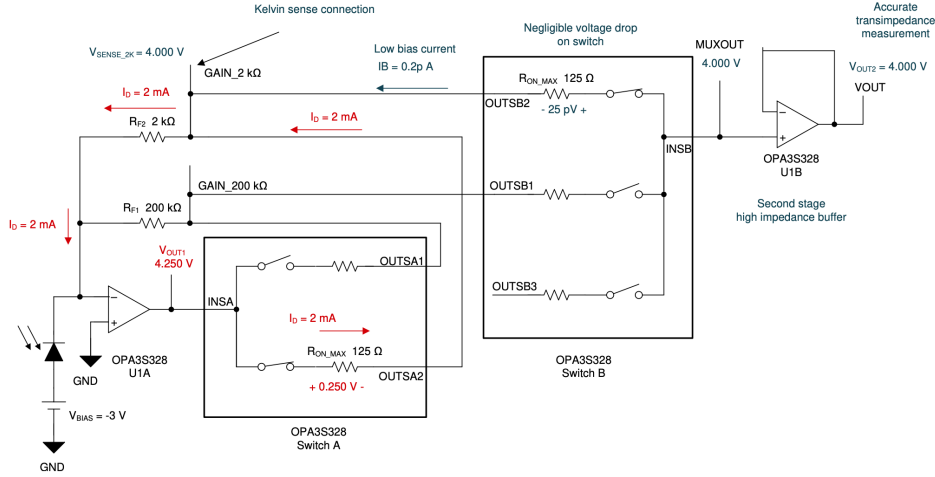 Kelvin sense connection
Accurate
transimpedance
measurement
V_SENSE_2K = 4.000 V
GAIN_2 kΩ
Low bias current
IB = 0.2p A
Negligible voltage drop
on switch
MUXOUT
4.000 V
V_OUT2 = 4.000 V
VOUT
R_ON_MAX 125 Ω
OUTSB2
- 25 pV +
I_D = 2 mA
R_F2 2 kΩ
I_D = 2 mA
−
+
INSB
OPA3S328
U1B
GAIN_200 kΩ
OUTSB1
R_F1 200 kΩ
I_D = 2 mA
Second stage
high impedance buffer
V_OUT1
4.250 V
OUTSA1
OUTSB3
−
+
INSA
I_D = 2 mA
R_ON_MAX 125 Ω
OUTSA2
+ 0.250 V -
OPA3S328
U1A
GND
OPA3S328
Switch B
V_BIAS = -3 V
OPA3S328
Switch A
GND